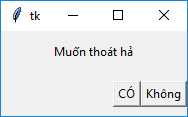 tk
Muốn thoát hả
CÓ Không